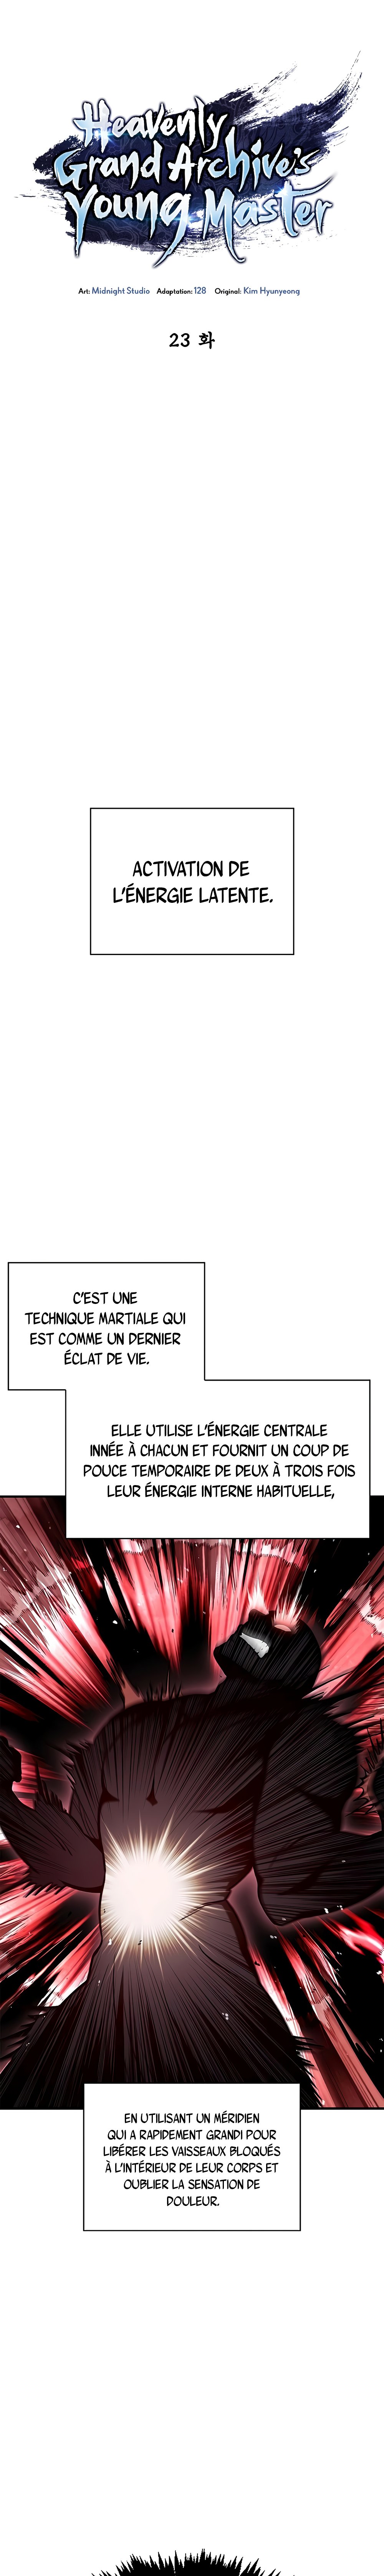 Heavenly
Grand Archive's
Young Master
Art: Midnight Studio Adaptation: 128 Original: Kim Hyunyeong
23 화
ACTIVATION DE
L'ÉNERGIE LATENTE.
C'EST UNE
TECHNIQUE MARTIALE QUI
EST COMME UN DERNIER
ÉCLAT DE VIE.
ELLE UTILISE L'ÉNERGIE CENTRALE
INNÉE À CHACUN ET FOURNIT UN COUP DE
POUCE TEMPORAIRE DE DEUX À TROIS FOIS
LEUR ÉNERGIE INTERNE HABITUELLE,
EN UTILISANT UN MÉRIDIEN
QUI A RAPIDEMENT GRANDI POUR
LIBÉRER LES VAISSEAUX BLOQUÉS
À L'INTÉRIEUR DE LEUR CORPS ET
OUBLIER LA SENSATION DE
DOULEUR.